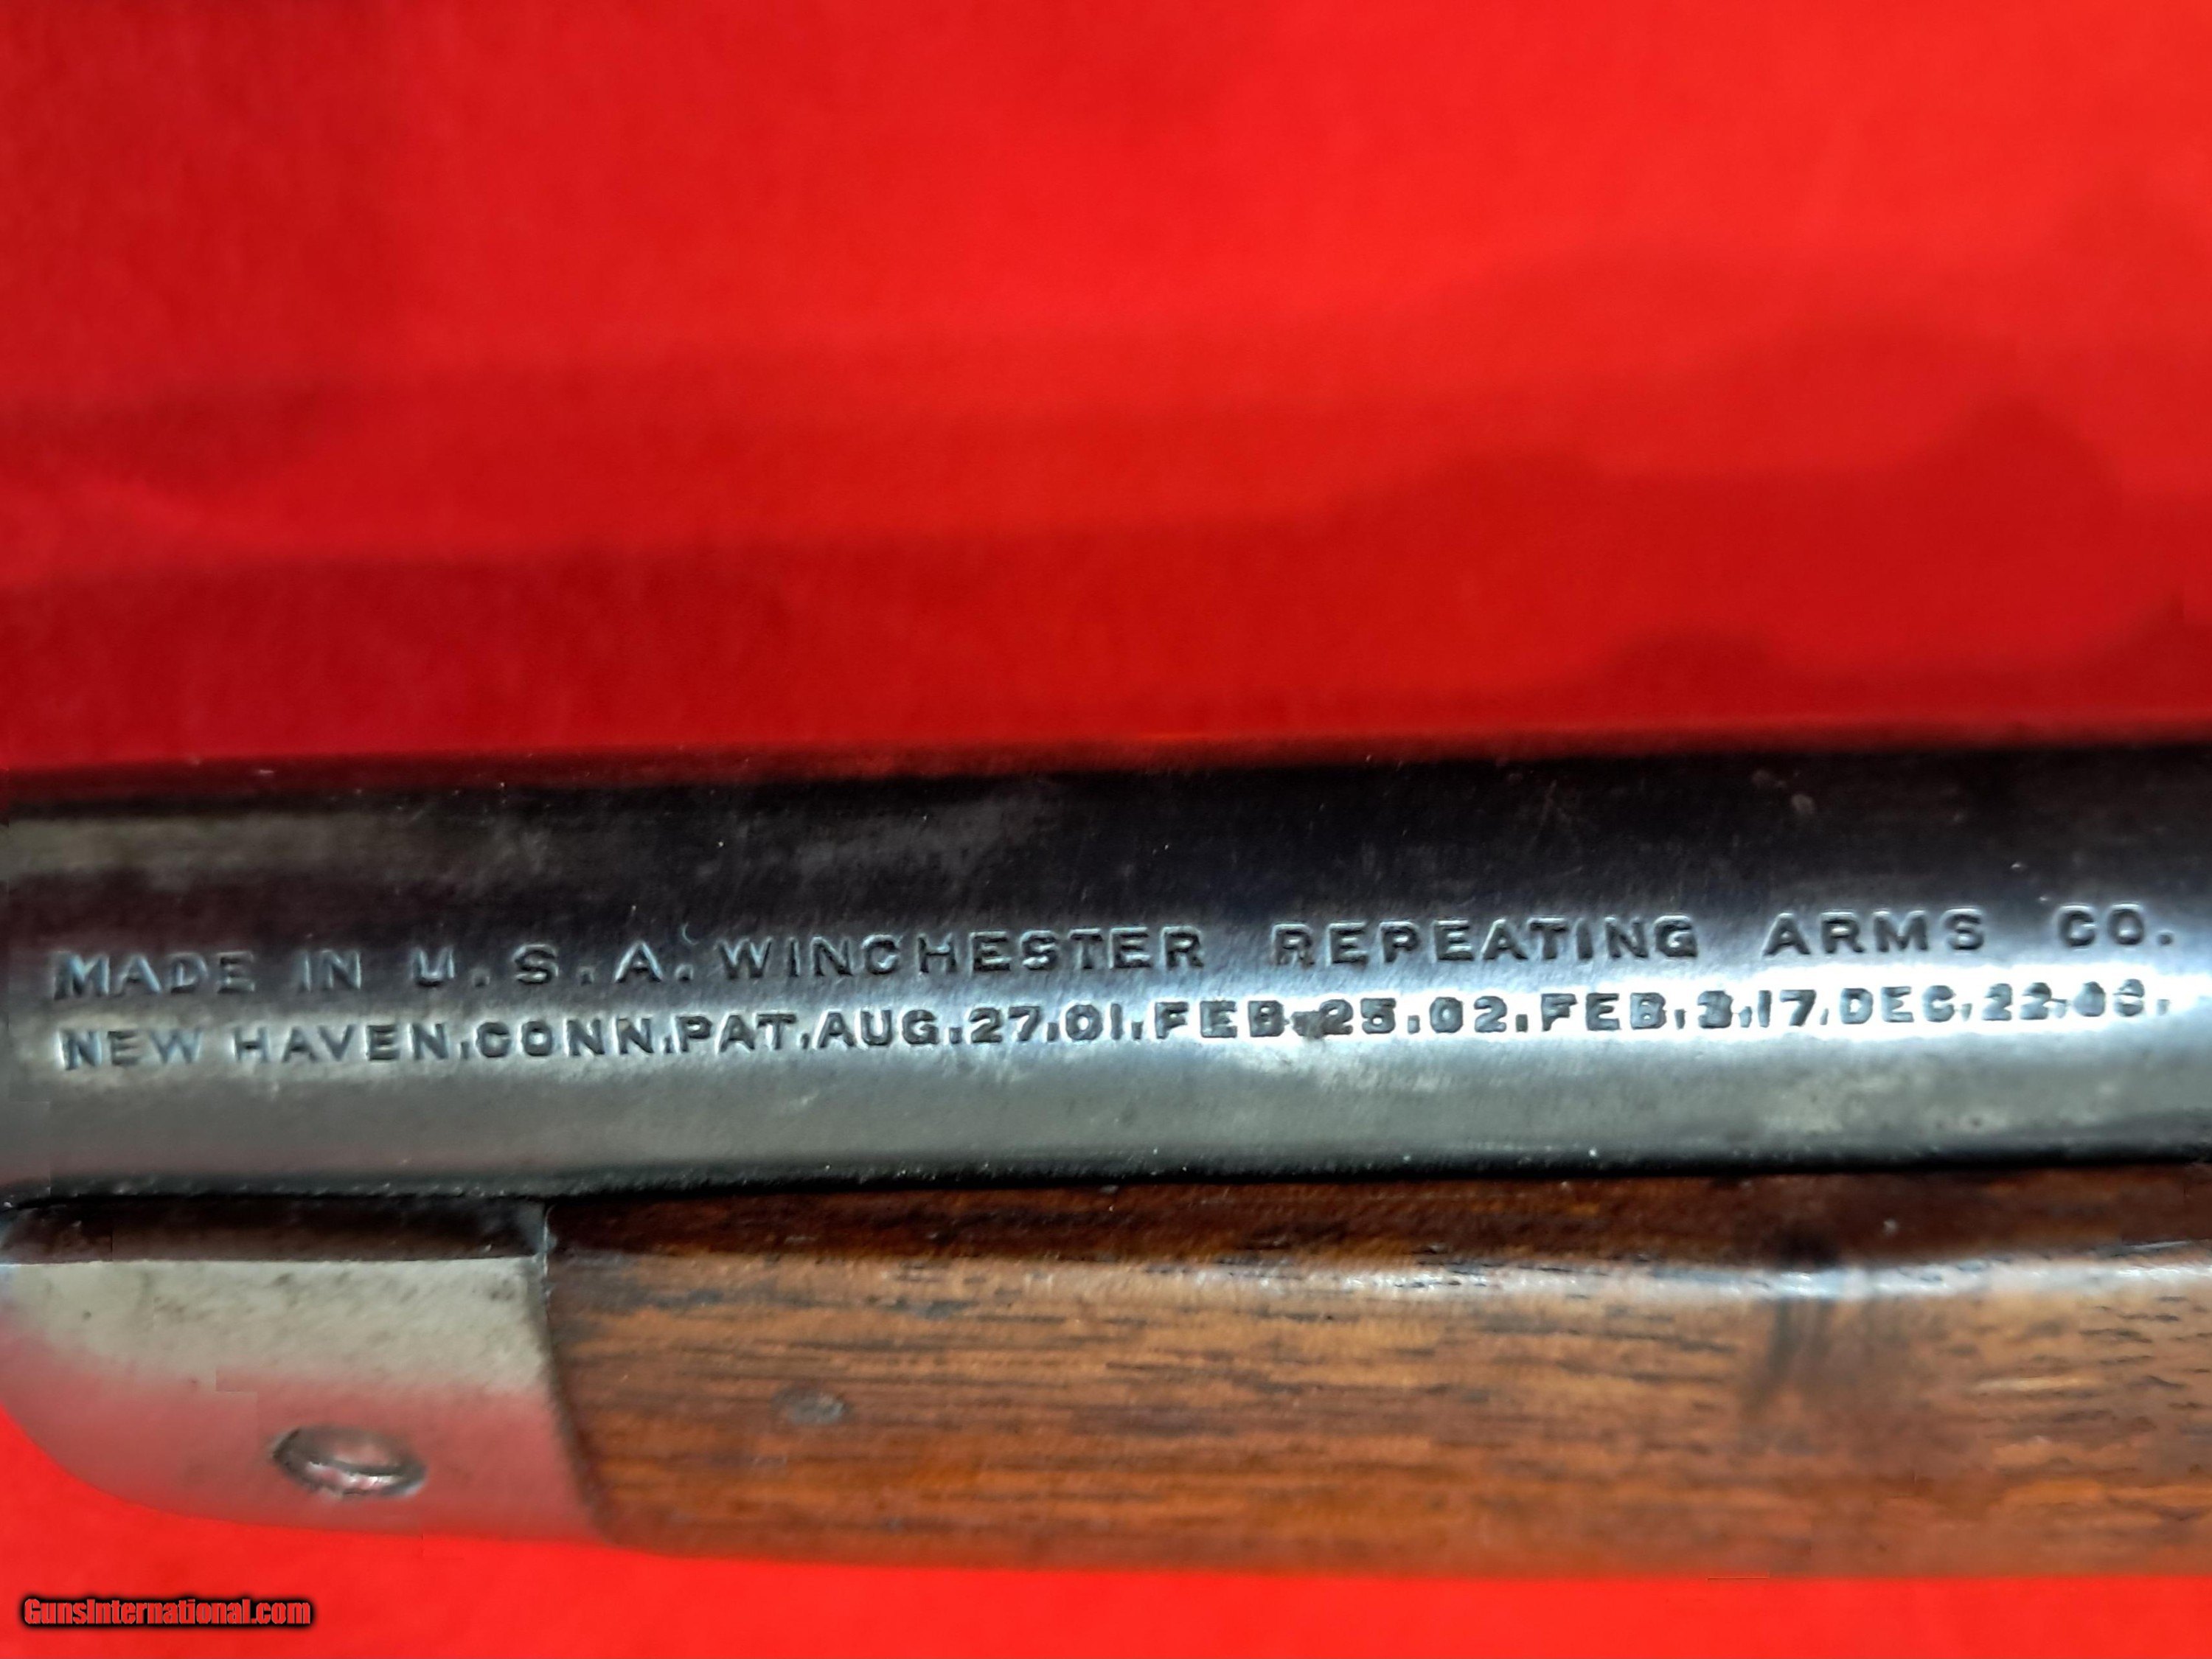 MADE IN U.S.A. WINCHESTER REPEATING ARMS CO.
NEW HAVEN,CONN.PAT.AUG.27,01,FEB.25.02.FEB.3,17,DEC.22.
GunsInternational.com